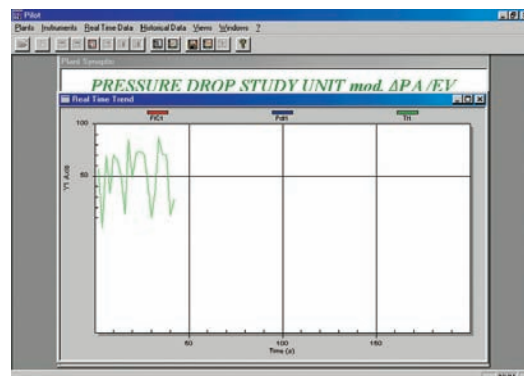 Pilot
Plants Instruments Real Time Data Historical Data Views Windows ?
Plant Synoptic
PRESSURE DROP STUDY UNIT mod. ΔPA/EV
Real Time Trend
FIC1 PdI1 TI1
100
50
Y1 Axis
50 100 150
Time (s)